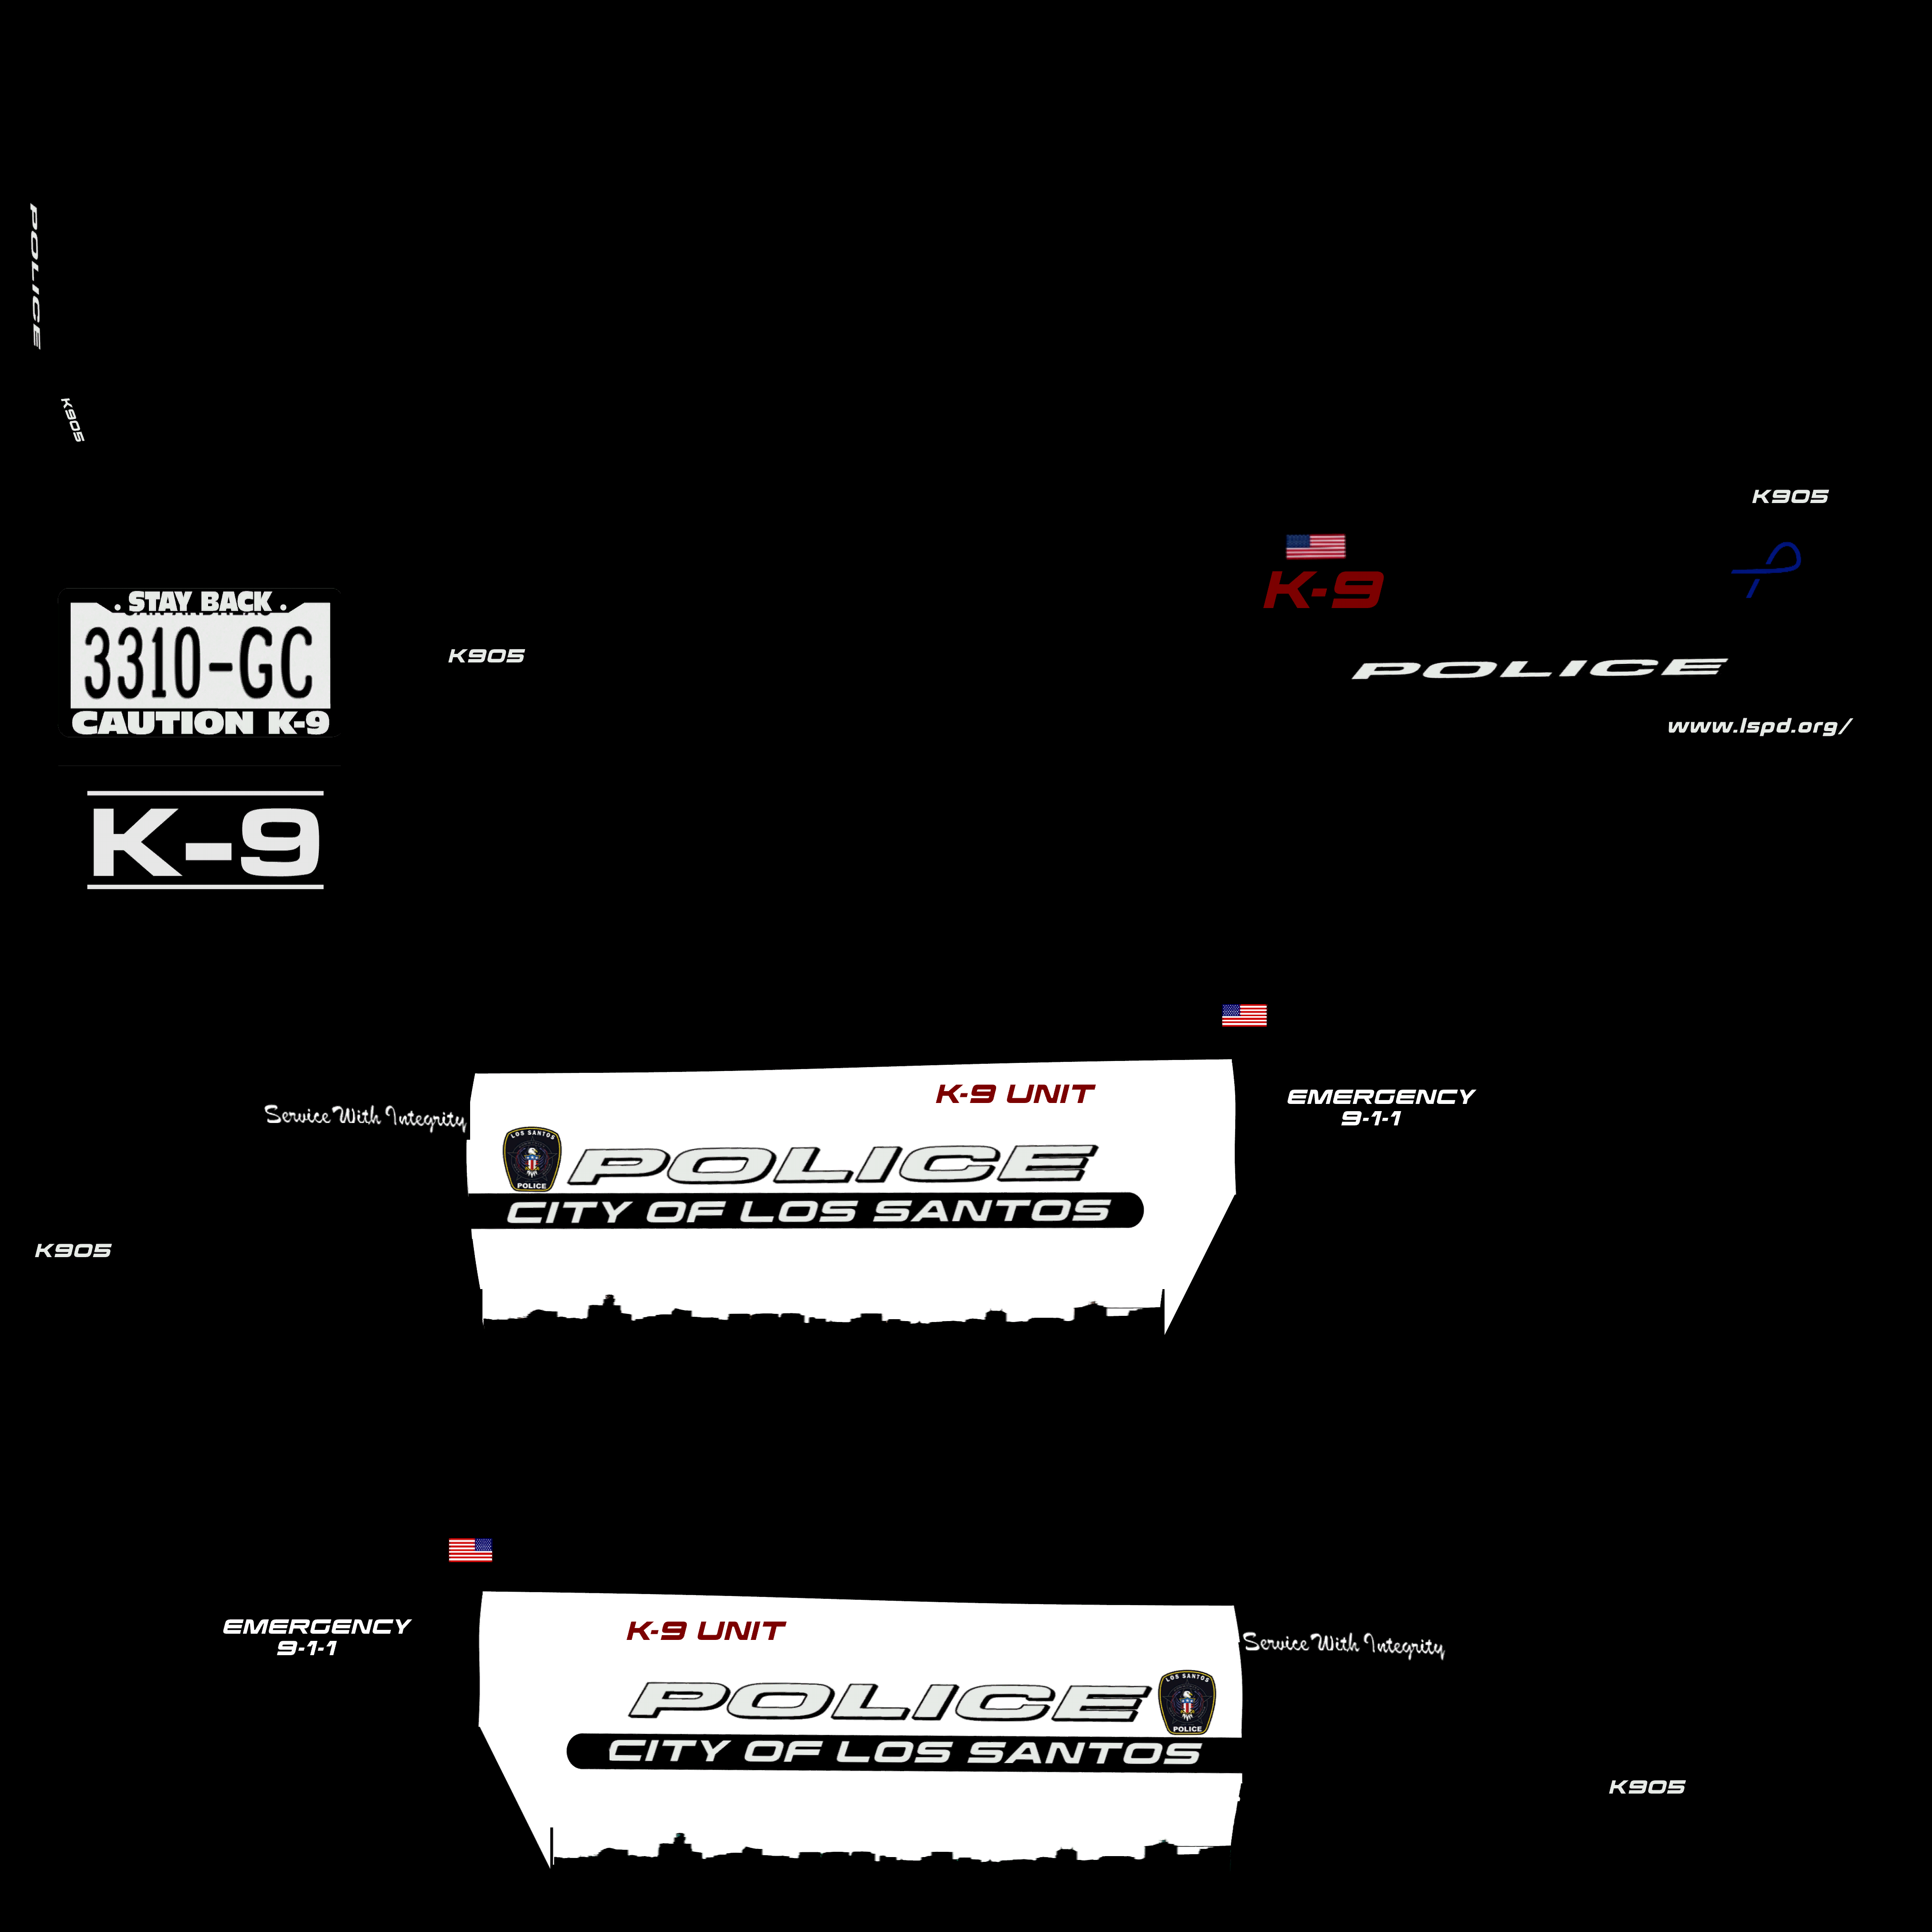 POLICE
K905
K905
K-9
• STAY BACK •
3310-GC
CAUTION K-9
K905
POLICE
www.lspd.org/
K-9
K-9 UNIT
Service With Integrity
EMERGENCY
9-1-1
LOS SANTOS
POLICE
POLICE
CITY OF LOS SANTOS
K905
EMERGENCY
9-1-1
K-9 UNIT
Service With Integrity
POLICE
LOS SANTOS
POLICE
CITY OF LOS SANTOS
K905